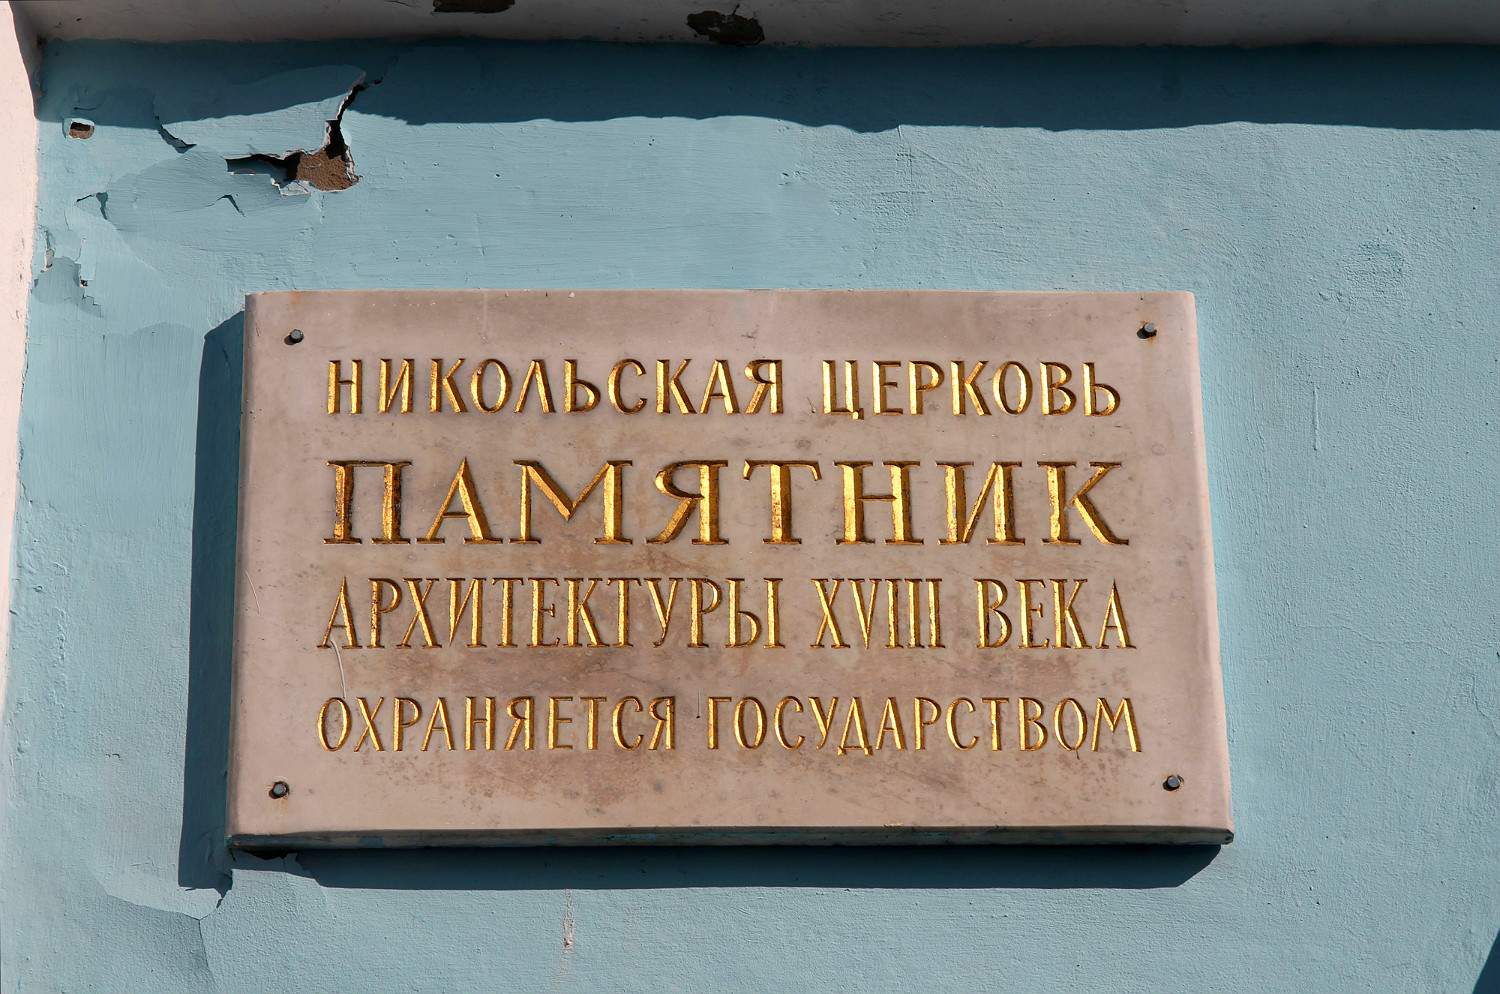 НИКОЛЬСКАЯ ЦЕРКОВЬ
ПАМЯТНИК
АРХИТЕКТУРЫ XVIII ВЕКА
ОХРАНЯЕТСЯ ГОСУДАРСТВОМ